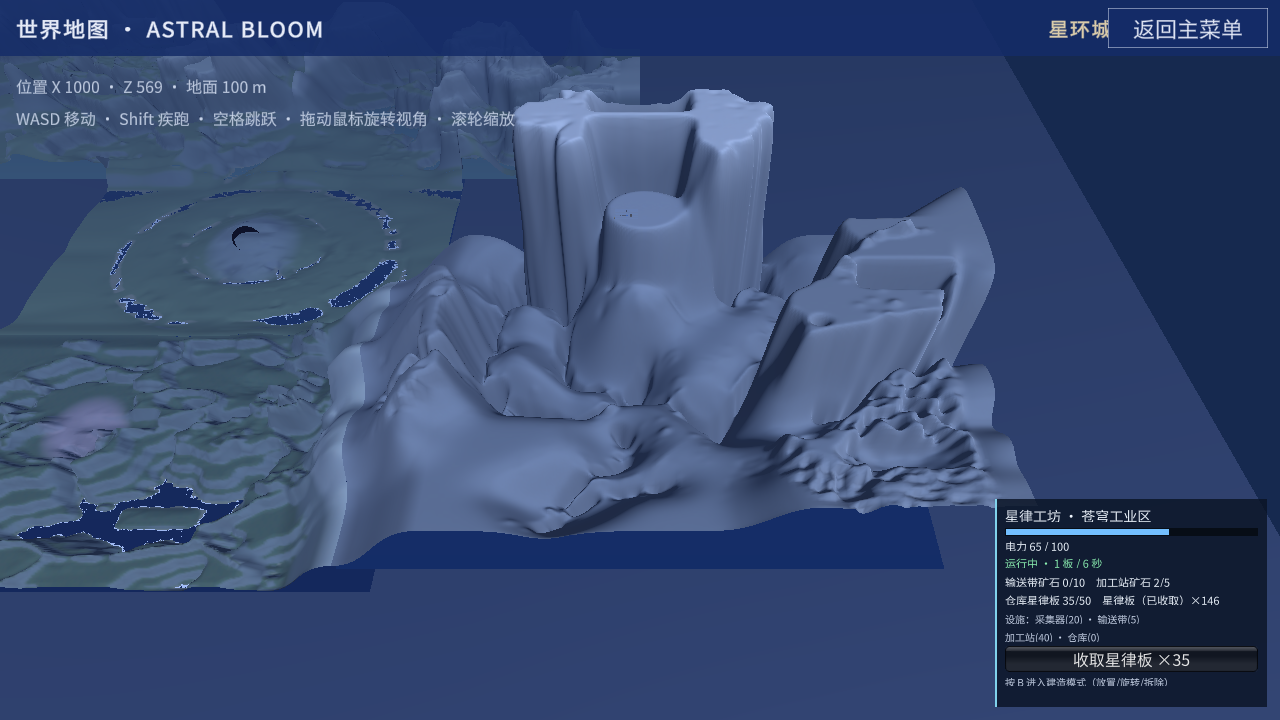 世界地图 · ASTRAL BLOOM
星环城
返回主菜单
位置 X 1000 · Z 569 · 地面 100 m
WASD 移动 · Shift 疾跑 · 空格跳跃 · 拖动鼠标旋转视角 · 滚轮缩放
星律工坊 · 苍穹工业区
电力 65 / 100
运行中 · 1 板 / 6 秒
输送带矿石 0/10 加工站矿石 2/5
仓库星律板 35/50 星律板（已收取）×146
设施：采集器(20) · 输送带(5)
加工站(40) · 仓库(0)
收取星律板 ×35
按 B 进入建造模式（放置/旋转/拆除）